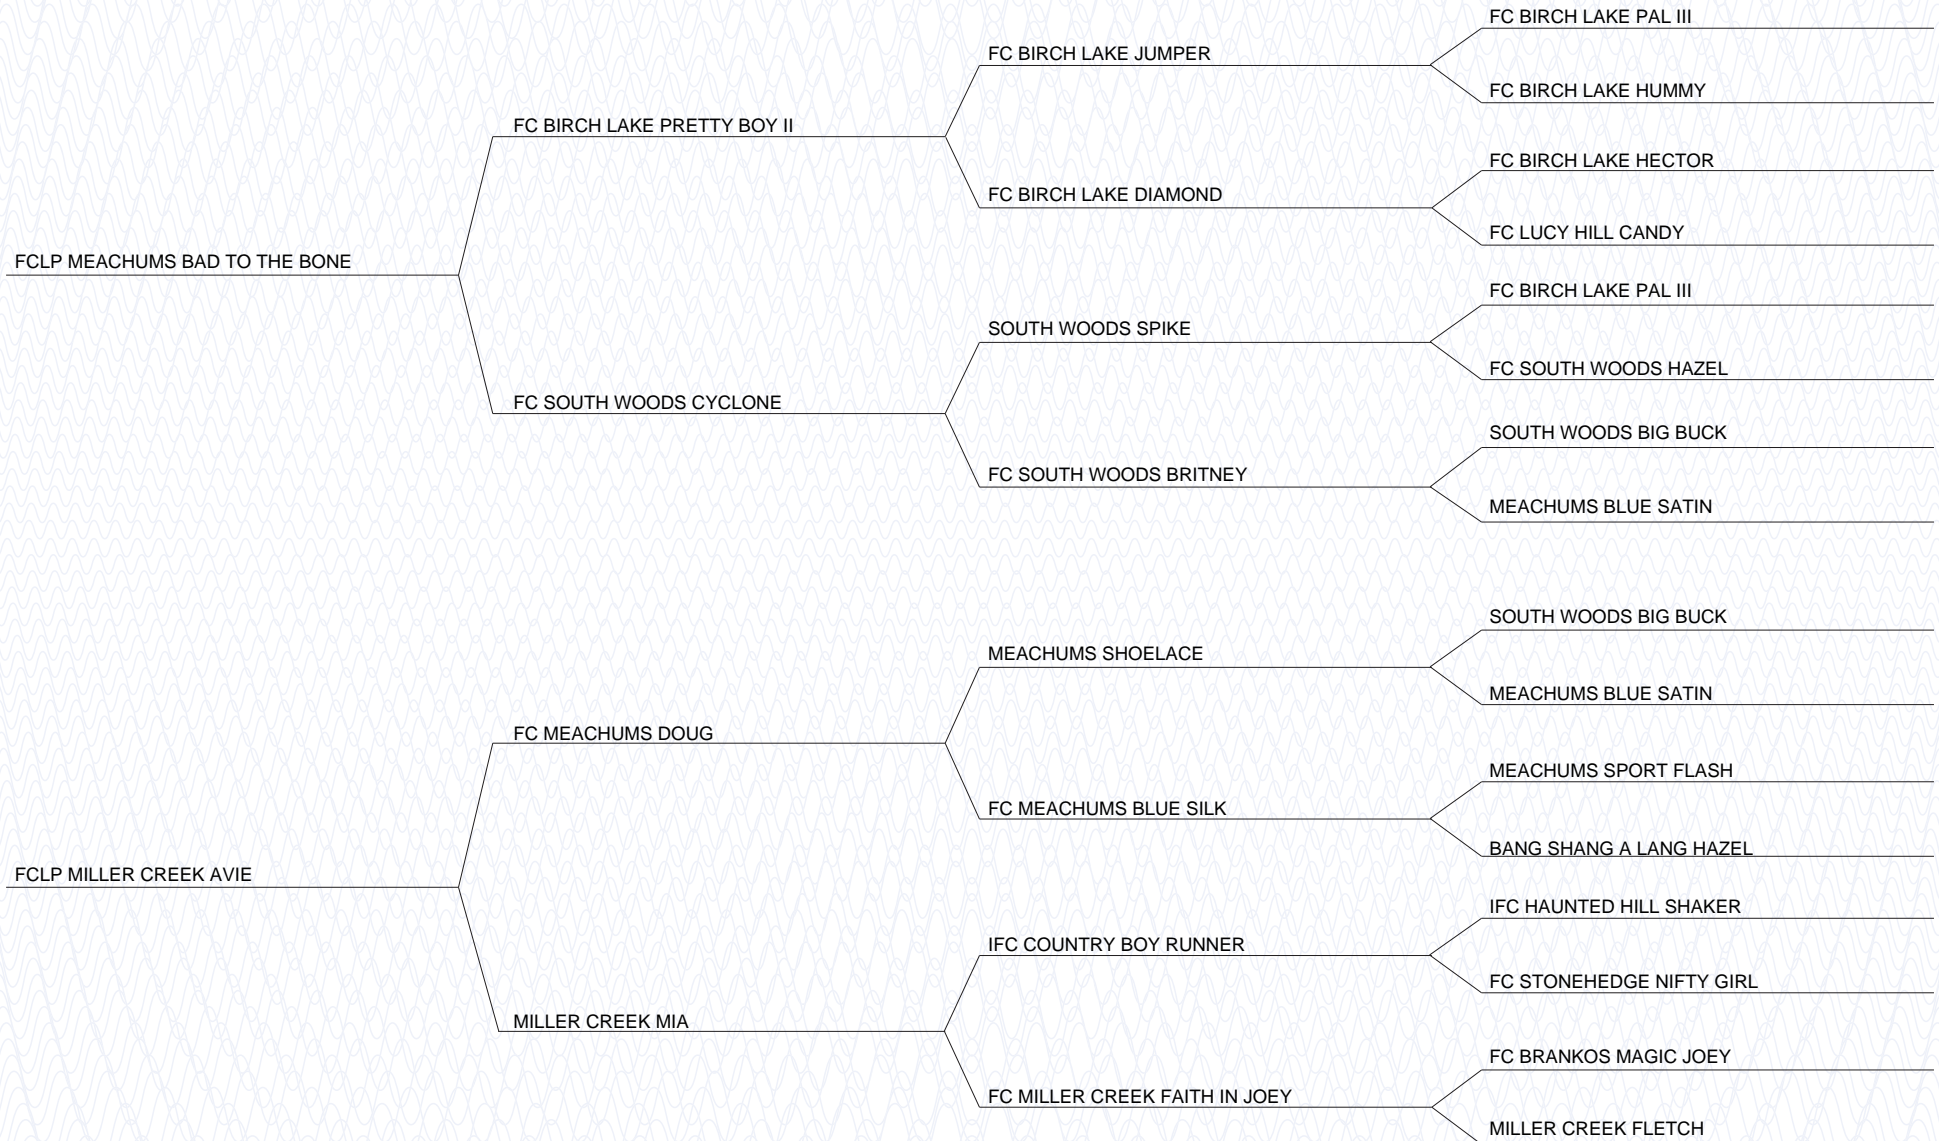 FC BIRCH LAKE PAL III
FC BIRCH LAKE JUMPER
FC BIRCH LAKE HUMMY
FC BIRCH LAKE PRETTY BOY II
FC BIRCH LAKE HECTOR
FC BIRCH LAKE DIAMOND
FC LUCY HILL CANDY
FCLP MEACHUMS BAD TO THE BONE
FC BIRCH LAKE PAL III
SOUTH WOODS SPIKE
FC SOUTH WOODS HAZEL
FC SOUTH WOODS CYCLONE
SOUTH WOODS BIG BUCK
FC SOUTH WOODS BRITNEY
MEACHUMS BLUE SATIN
SOUTH WOODS BIG BUCK
MEACHUMS SHOELACE
MEACHUMS BLUE SATIN
FC MEACHUMS DOUG
MEACHUMS SPORT FLASH
FC MEACHUMS BLUE SILK
BANG SHANG A LANG HAZEL
FCLP MILLER CREEK AVIE
IFC HAUNTED HILL SHAKER
IFC COUNTRY BOY RUNNER
FC STONEHEDGE NIFTY GIRL
MILLER CREEK MIA
FC BRANKOS MAGIC JOEY
FC MILLER CREEK FAITH IN JOEY
MILLER CREEK FLETCH